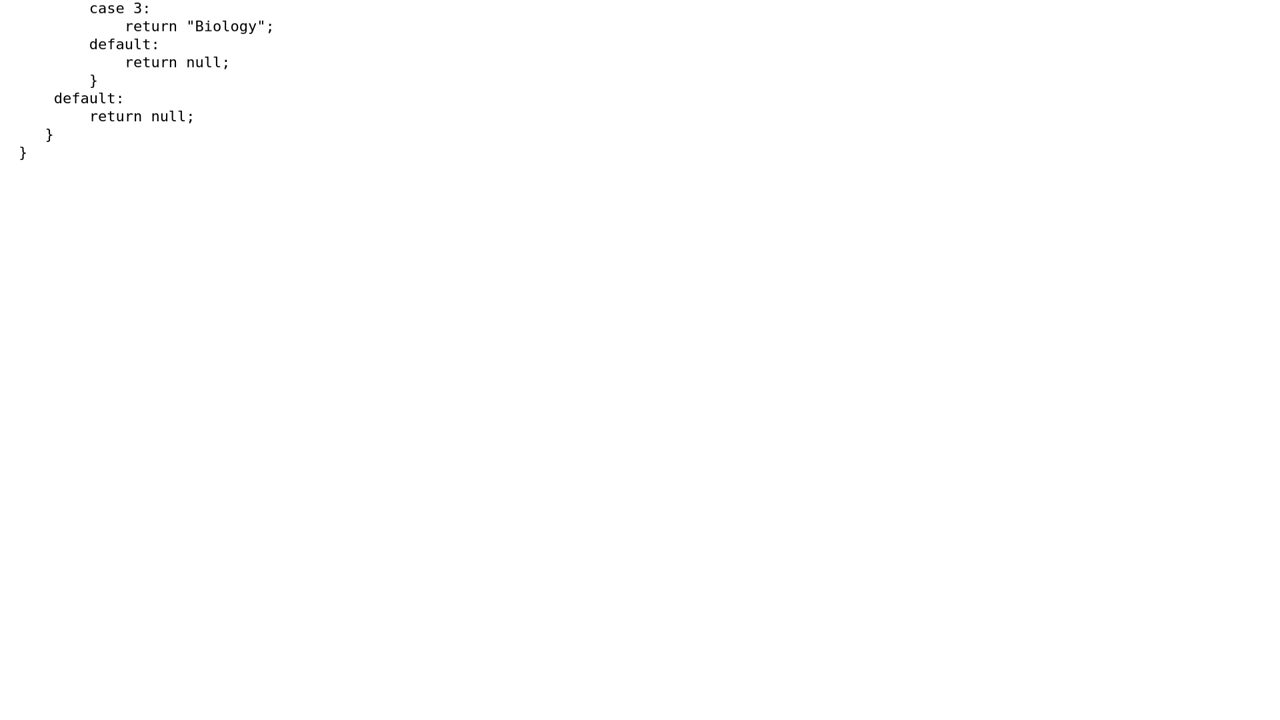 case 3:
return "Biology";
default:
return null;
}
default:
return null;
}
}